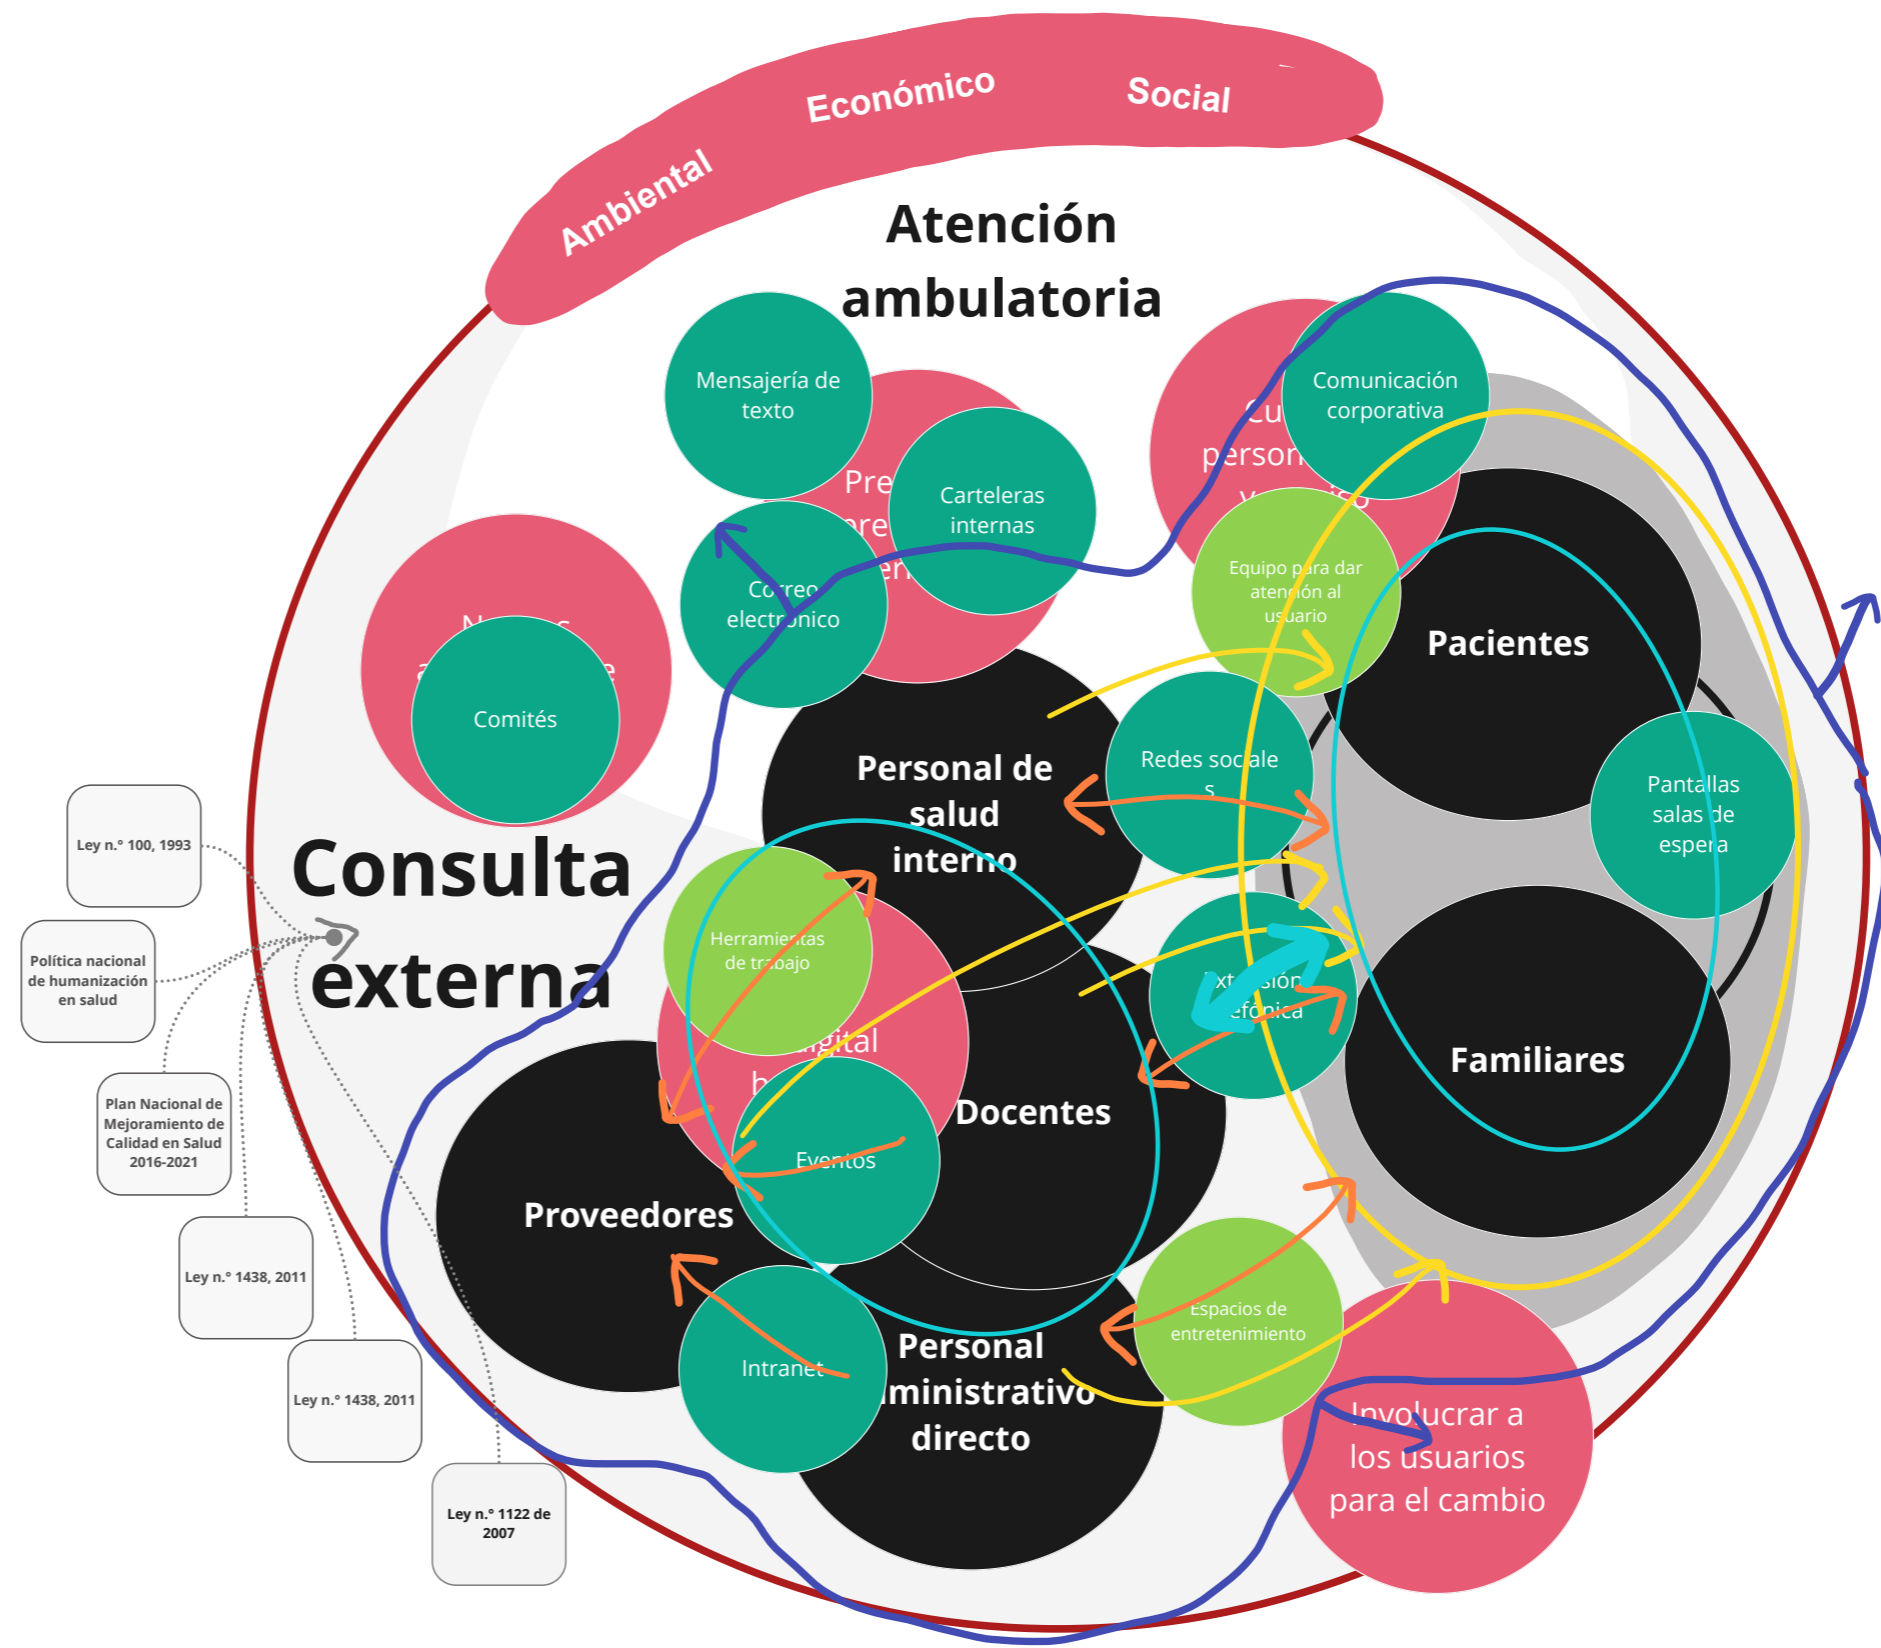 Ambiental
Económico
Social
Atención
ambulatoria
Mensajería de
texto
Comunicación
corporativa
Carteleras
internas
Correo
electrónico
Equipo para dar
atención al
usuario
Pacientes
Comités
Personal de
salud
interno
Redes sociale
s
Pantallas
salas de
espera
Consulta
externa
Ley n.° 100, 1993
Política nacional
de humanización
en salud
Plan Nacional de
Mejoramiento de
Calidad en Salud
2016-2021
Ley n.° 1438, 2011
Ley n.° 1438, 2011
Ley n.° 1122 de
2007
Herramientas
de trabajo
Familiares
Docentes
Eventos
Proveedores
Intranet
Personal
directo
Espacios de
entretenimiento
Involucrar a
los usuarios
para el cambio